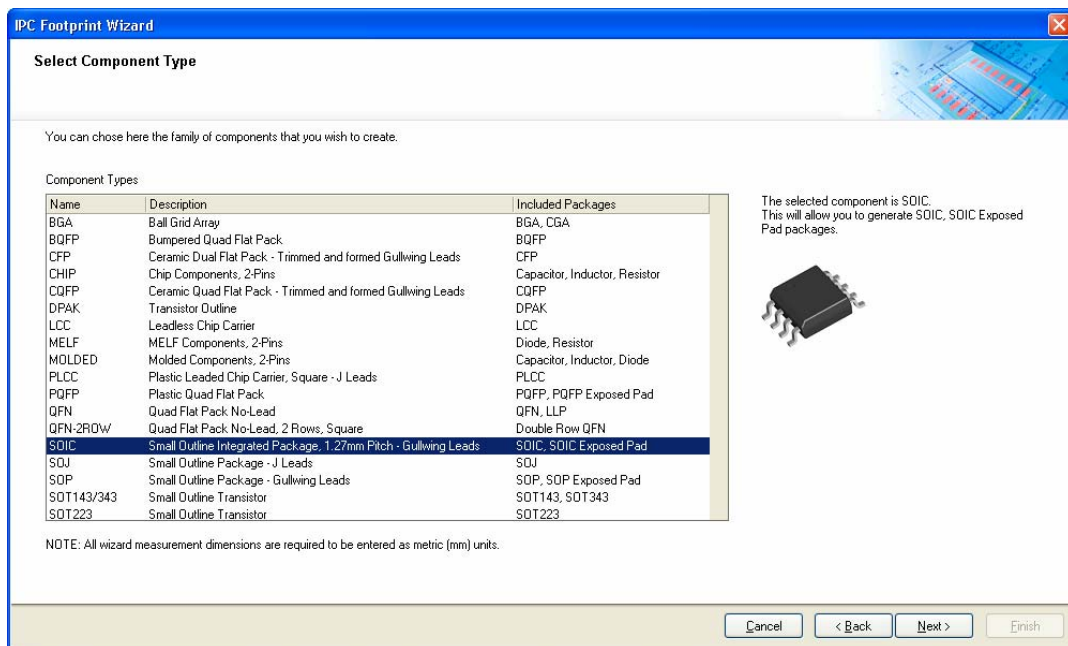 IPC Footprint Wizard
Select Component Type
You can chose here the family of components that you wish to create.
Component Types
Name Description Included Packages
BGA Ball Grid Array BGA, CGA
BQFP Bumpered Quad Flat Pack BQFP
CFP Ceramic Dual Flat Pack - Trimmed and formed Gullwing Leads CFP
CHIP Chip Components, 2-Pins Capacitor, Inductor, Resistor
CQFP Ceramic Quad Flat Pack - Trimmed and formed Gullwing Leads CQFP
DPAK Transistor Outline DPAK
LCC Leadless Chip Carrier LCC
MELF MELF Components, 2-Pins Diode, Resistor
MOLDED Molded Components, 2-Pins Capacitor, Inductor, Diode
PLCC Plastic Leaded Chip Carrier, Square - J Leads PLCC
PQFP Plastic Quad Flat Pack PQFP, PQFP Exposed Pad
QFN Quad Flat Pack No-Lead QFN, LLP
QFN-2ROW Quad Flat Pack No-Lead, 2 Rows, Square Double Row QFN
SOIC Small Outline Integrated Package, 1.27mm Pitch - Gullwing Leads SOIC, SOIC Exposed Pad
SOJ Small Outline Package - J Leads SOJ
SOP Small Outline Package - Gullwing Leads SOP, SOP Exposed Pad
SOT143/343 Small Outline Transistor SOT143, SOT343
SOT223 Small Outline Transistor SOT223
The selected component is SOIC.
This will allow you to generate SOIC, SOIC Exposed
Pad packages.
NOTE: All wizard measurement dimensions are required to be entered as metric (mm) units.
Cancel < Back Next > Finish